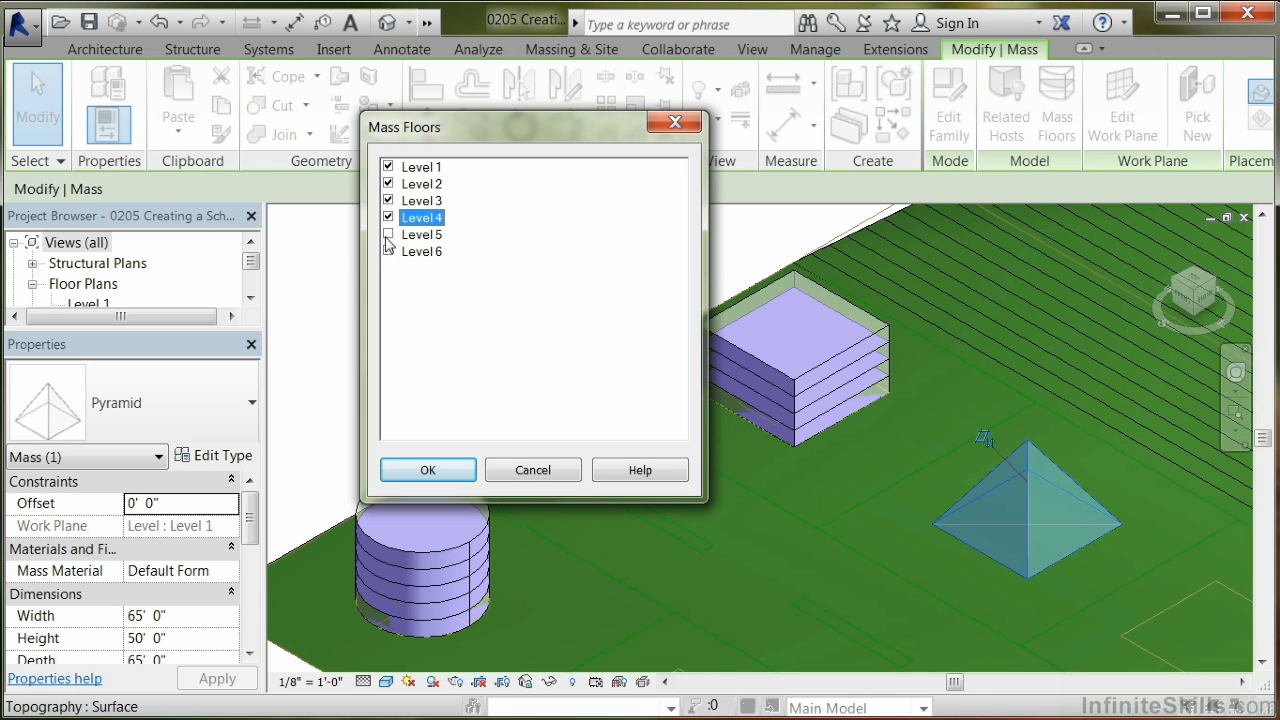 0205 Creati...
Type a keyword or phrase
Sign In
Architecture Structure Systems Insert Annotate Analyze Massing & Site Collaborate View Manage Extensions Modify | Mass
Modify
Paste
Cope
Cut
Join
Edit Family
Related Hosts
Mass Floors
Edit Work Plane
Pick New
Select Properties Clipboard Geometry View Measure Create Mode Model Work Plane Placem
Modify | Mass
Mass Floors
Level 1
Level 2
Level 3
Level 4
Level 5
Level 6
OK Cancel Help
Project Browser - 0205 Creating a Sch...
Views (all)
Structural Plans
Floor Plans
Level 1
Properties
Pyramid
Mass (1) Edit Type
Constraints
Offset 0' 0"
Work Plane Level : Level 1
Materials and Fi...
Mass Material Default Form
Dimensions
Width 65' 0"
Height 50' 0"
Depth 65' 0"
Properties help Apply
1/8" = 1'-0"
Topography : Surface
:0
Main Model
InfiniteSkills.com